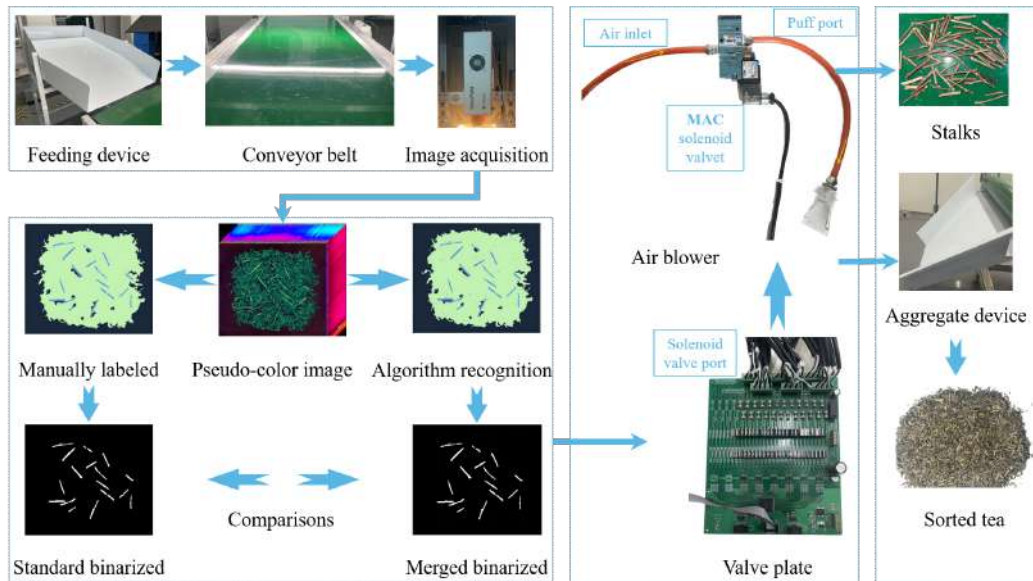 Feeding device
Conveyor belt
Image acquisition
Manually labeled
Pseudo-color image
Algorithm recognition
Comparisons
Standard binarized
Merged binarized
Air inlet
Puff port
MAC
solenoid
valvet
Air blower
Solenoid
valve port
Valve plate
Stalks
Aggregate device
Sorted tea